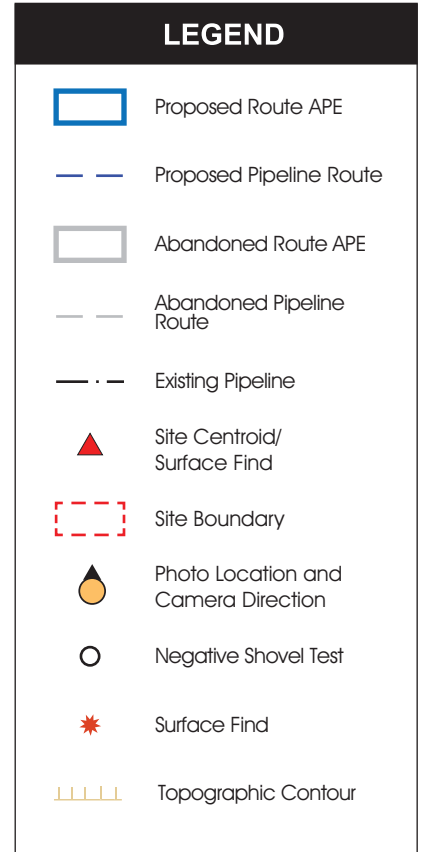 LEGEND
Proposed Route APE
Proposed Pipeline Route
Abandoned Route APE
Abandoned Pipeline
Route
Existing Pipeline
Site Centroid/
Surface Find
Site Boundary
Photo Location and
Camera Direction
Negative Shovel Test
Surface Find
Topographic Contour